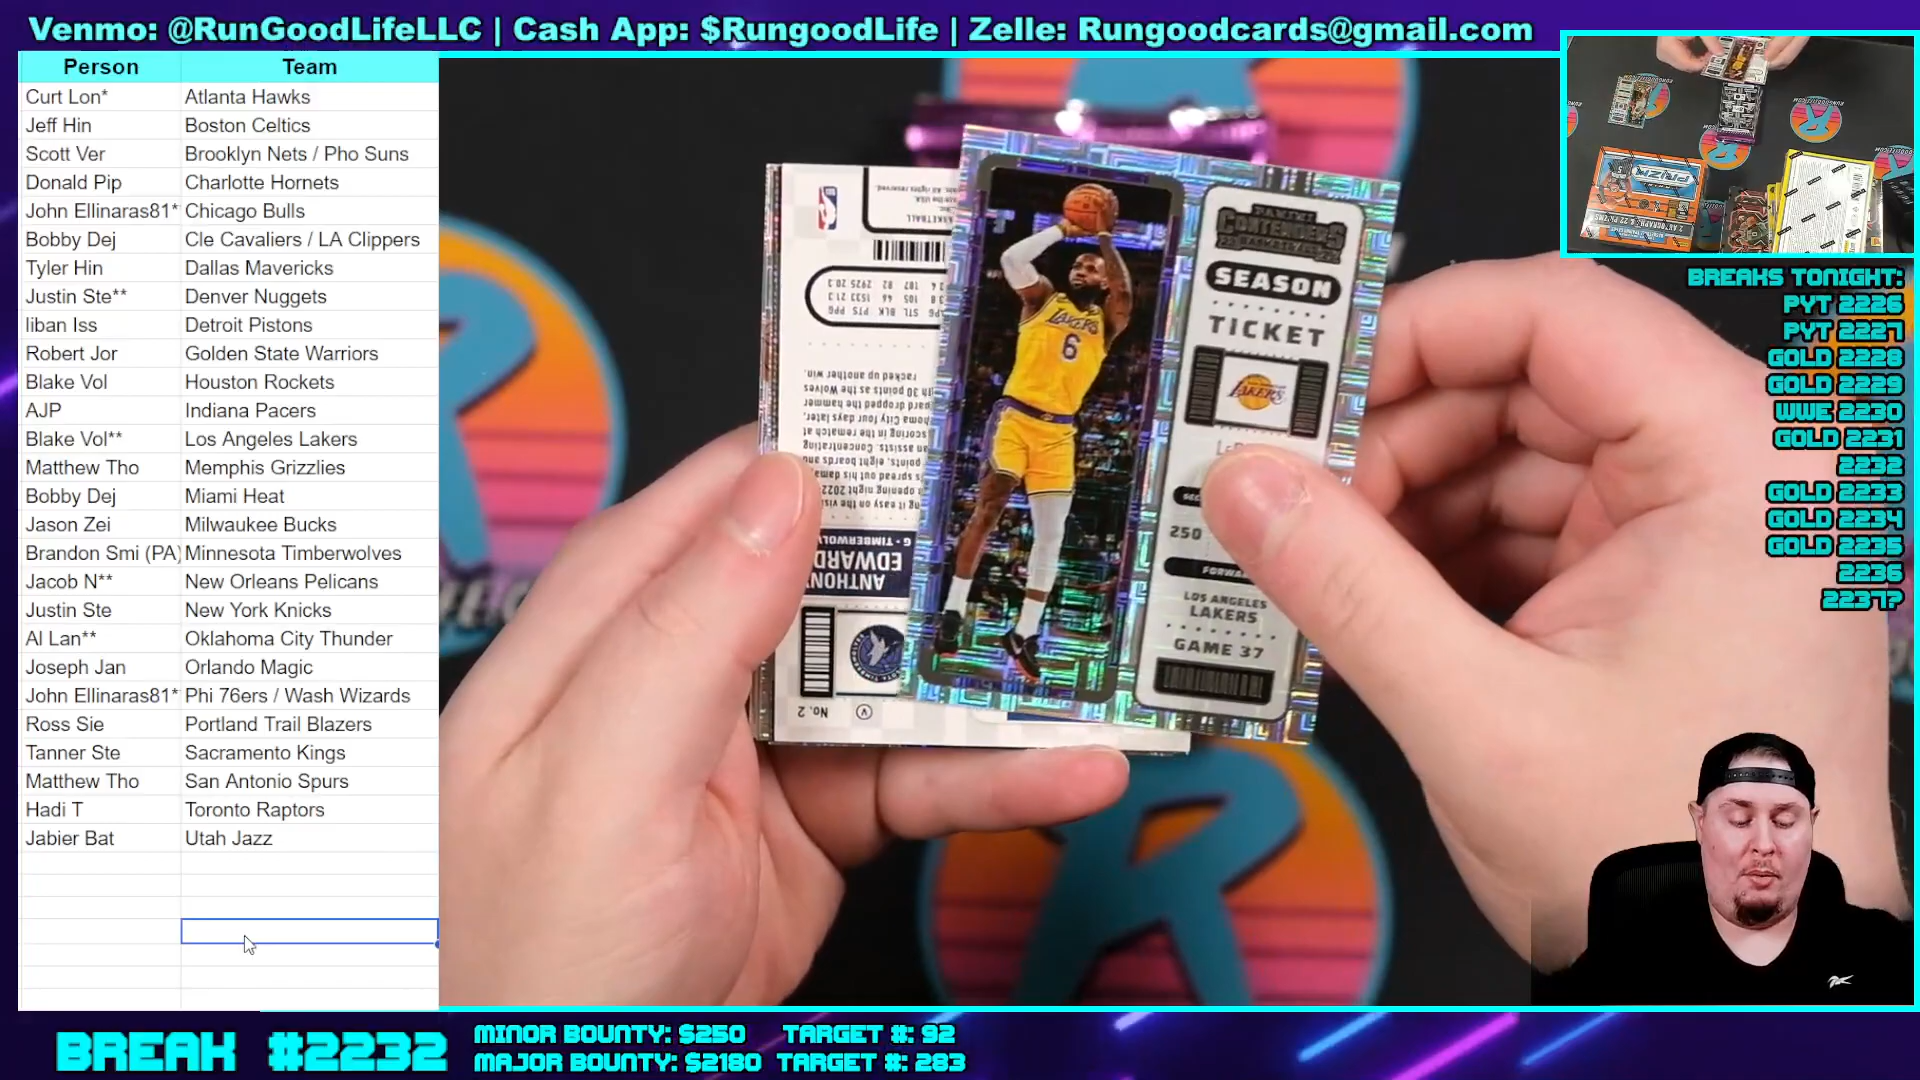 Venmo: @RunGoodLifeLLC | Cash App: $RungoodLife | Zelle: Rungoodcards@gmail.com
Person Team
Curt Lon* Atlanta Hawks
Jeff Hin Boston Celtics
Scott Ver Brooklyn Nets / Pho Suns
Donald Pip Charlotte Hornets
John Ellinaras81* Chicago Bulls
Bobby Dej Cle Cavaliers / LA Clippers
Tyler Hin Dallas Mavericks
Justin Ste** Denver Nuggets
liban Iss Detroit Pistons
Robert Jor Golden State Warriors
Blake Vol Houston Rockets
AJP Indiana Pacers
Blake Vol** Los Angeles Lakers
Matthew Tho Memphis Grizzlies
Bobby Dej Miami Heat
Jason Zei Milwaukee Bucks
Brandon Smi (PA) Minnesota Timberwolves
Jacob N** New Orleans Pelicans
Justin Ste New York Knicks
Al Lan** Oklahoma City Thunder
Joseph Jan Orlando Magic
John Ellinaras81* Phi 76ers / Wash Wizards
Ross Sie Portland Trail Blazers
Tanner Ste Sacramento Kings
Matthew Tho San Antonio Spurs
Hadi T Toronto Raptors
Jabier Bat Utah Jazz
PANINI
CONTENDERS
BASKETBALL
SEASON
TICKET
LAKERS
6
LAKERS
250
FORWARD
LOS ANGELES
LAKERS
GAME 37
ANTHONY
EDWARD
G • TIMBERWOLV
No. 2
PRIZM
BREAKS TONIGHT:
PYT 2226
PYT 2227
GOLD 2228
GOLD 2229
WWE 2230
GOLD 2231
2232
GOLD 2233
GOLD 2234
GOLD 2235
2236
2237?
BREAK #2232
MINOR BOUNTY: $250 TARGET #: 92
MAJOR BOUNTY: $2180 TARGET #: 283